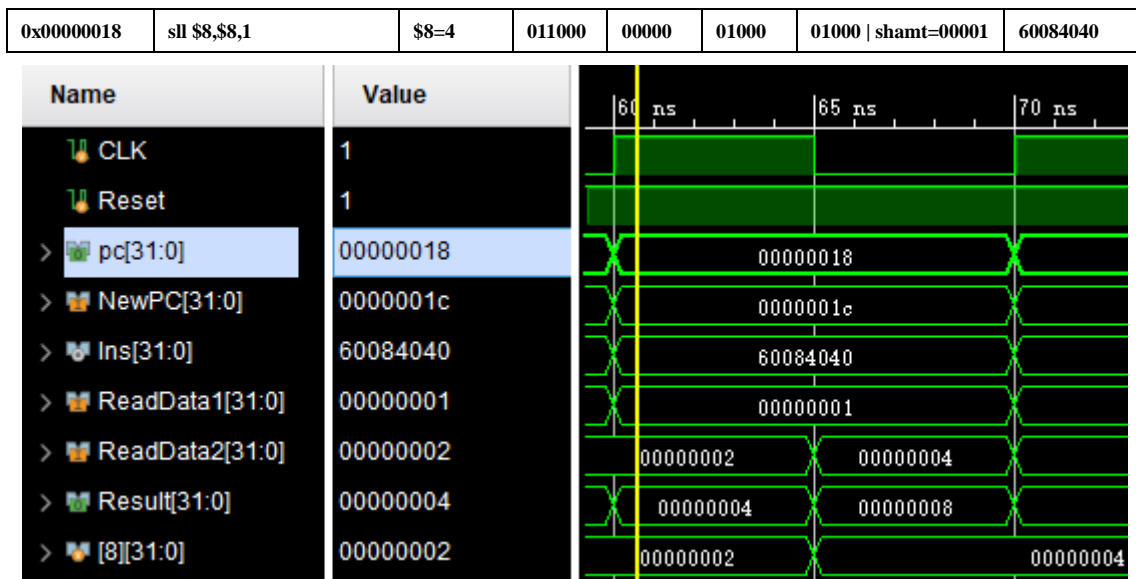 0x00000018 sll $8,$8,1 $8=4 011000 00000 01000 01000 | shamt=00001 60084040
Name Value 60 ns 65 ns 70 ns
CLK 1
Reset 1
pc[31:0] 00000018 00000018
NewPC[31:0] 0000001c 0000001c
Ins[31:0] 60084040 60084040
ReadData1[31:0] 00000001 00000001
ReadData2[31:0] 00000002 00000002 00000004
Result[31:0] 00000004 00000004 00000008
[8][31:0] 00000002 00000002 00000004